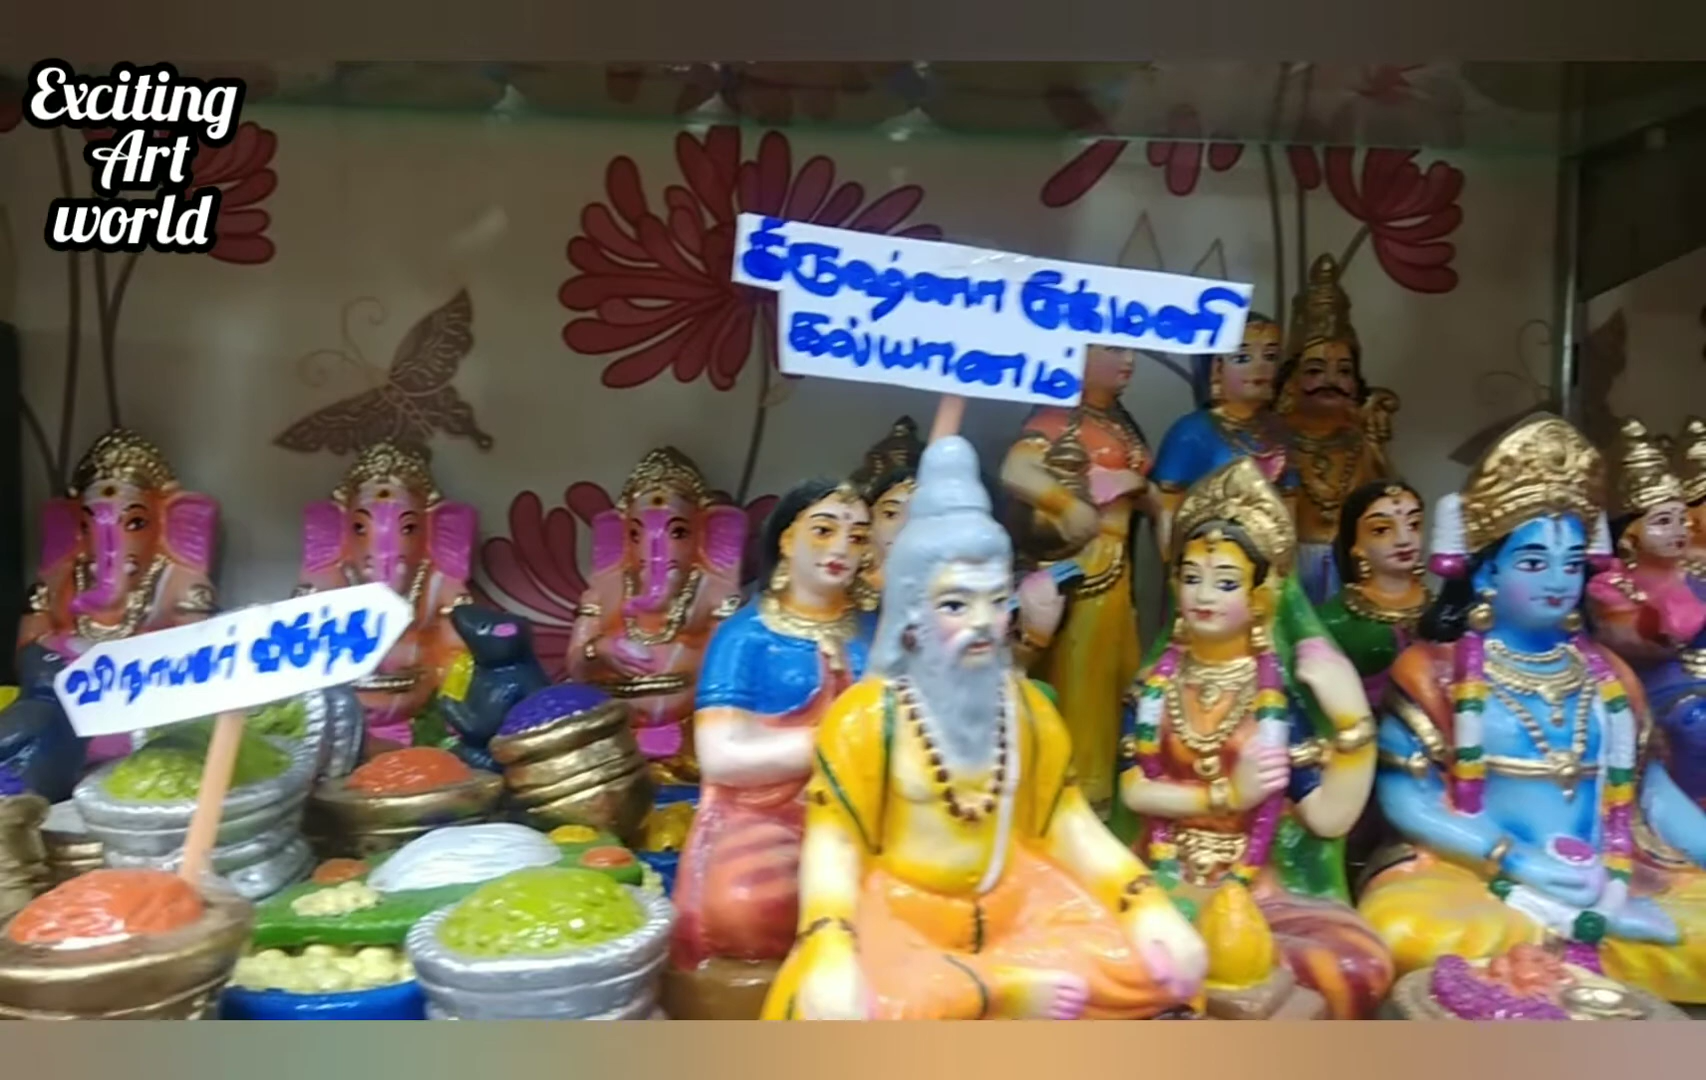 Exciting
Art
world
கிருஷ்னா ருக்மணி
கல்யாணம்
விநாயகர் விருந்து